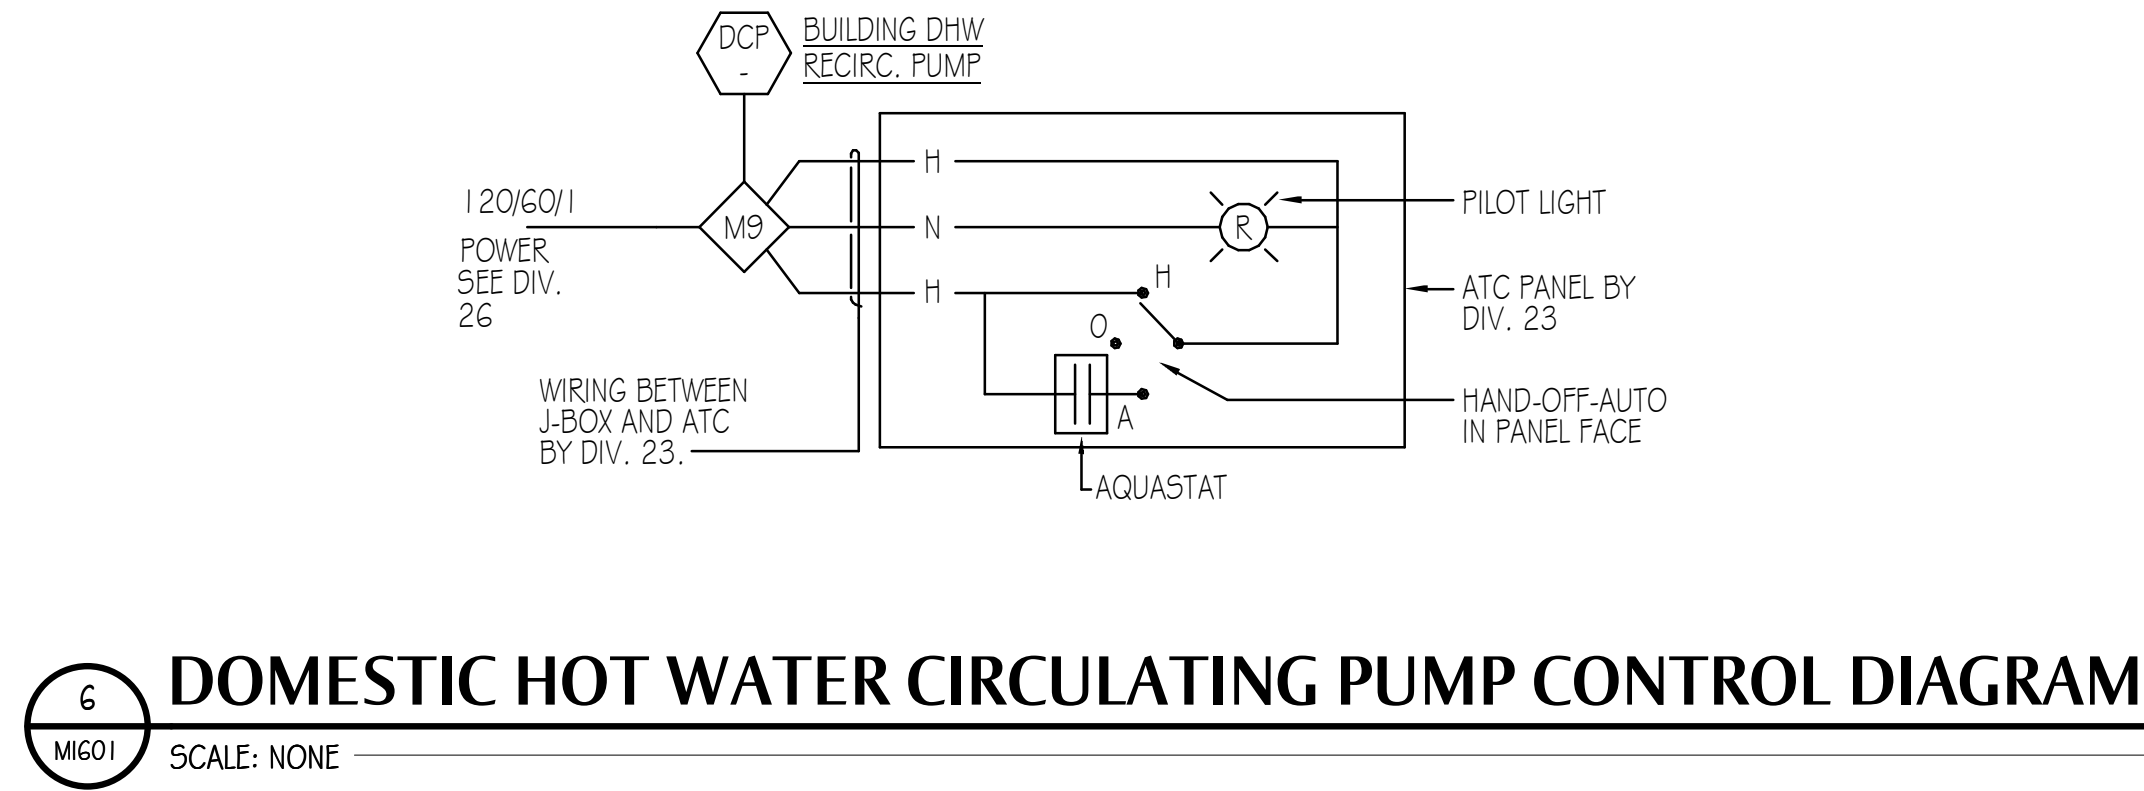 DCP
-
BUILDING DHW
RECIRC. PUMP
120/60/1
POWER
SEE DIV.
26
M9
H
N
H
R
H
O
A
PILOT LIGHT
ATC PANEL BY
DIV. 23
HAND-OFF-AUTO
IN PANEL FACE
WIRING BETWEEN
J-BOX AND ATC
BY DIV. 23.
AQUASTAT
6
MI601
DOMESTIC HOT WATER CIRCULATING PUMP CONTROL DIAGRAM
SCALE: NONE